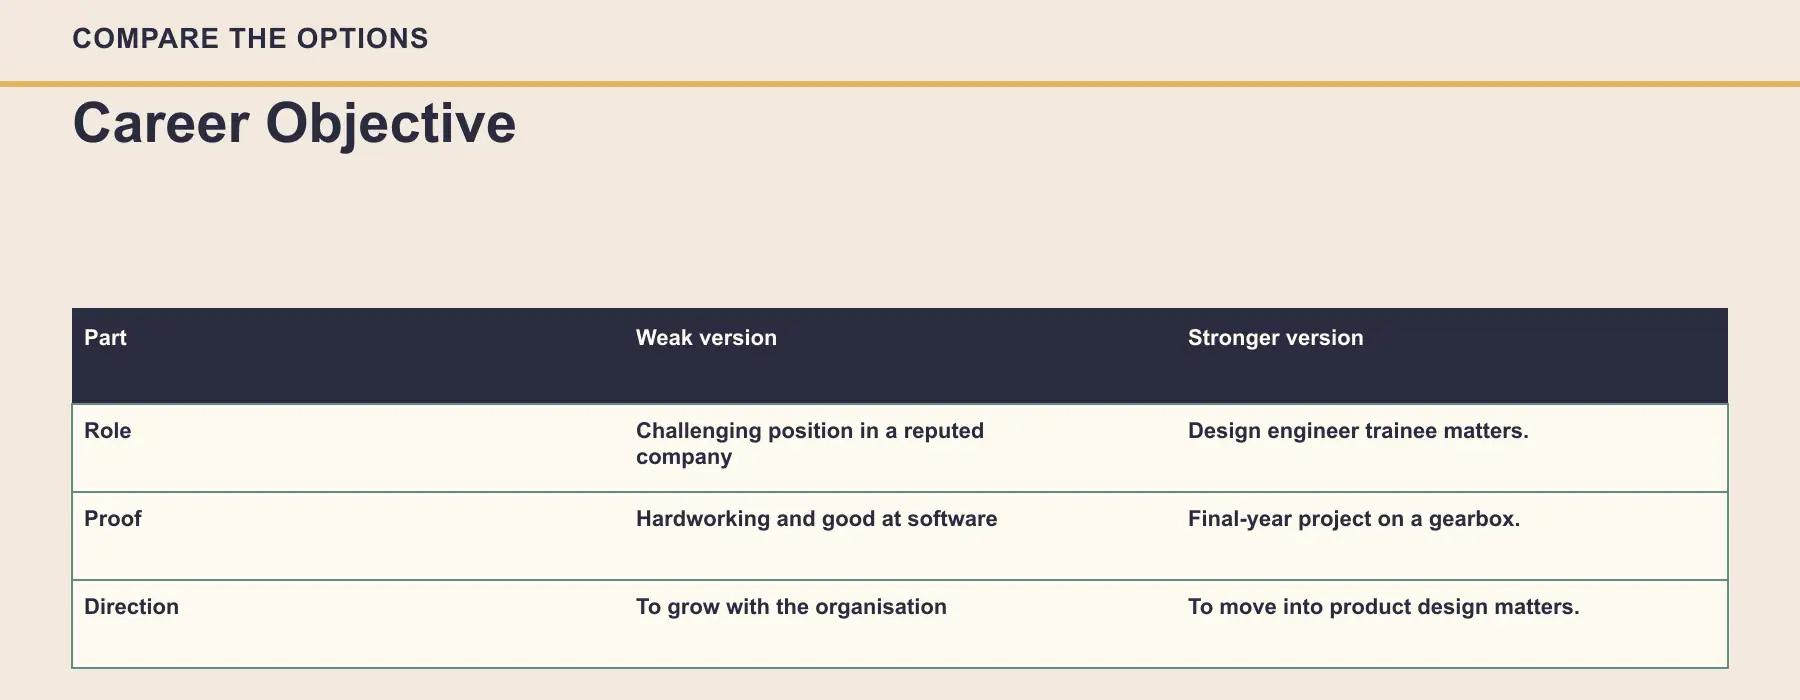 COMPARE THE OPTIONS
Career Objective
Part
Weak version
Stronger version
Role
Challenging position in a reputed
company
Design engineer trainee matters.
Proof
Hardworking and good at software
Final-year project on a gearbox.
Direction
To grow with the organisation
To move into product design matters.